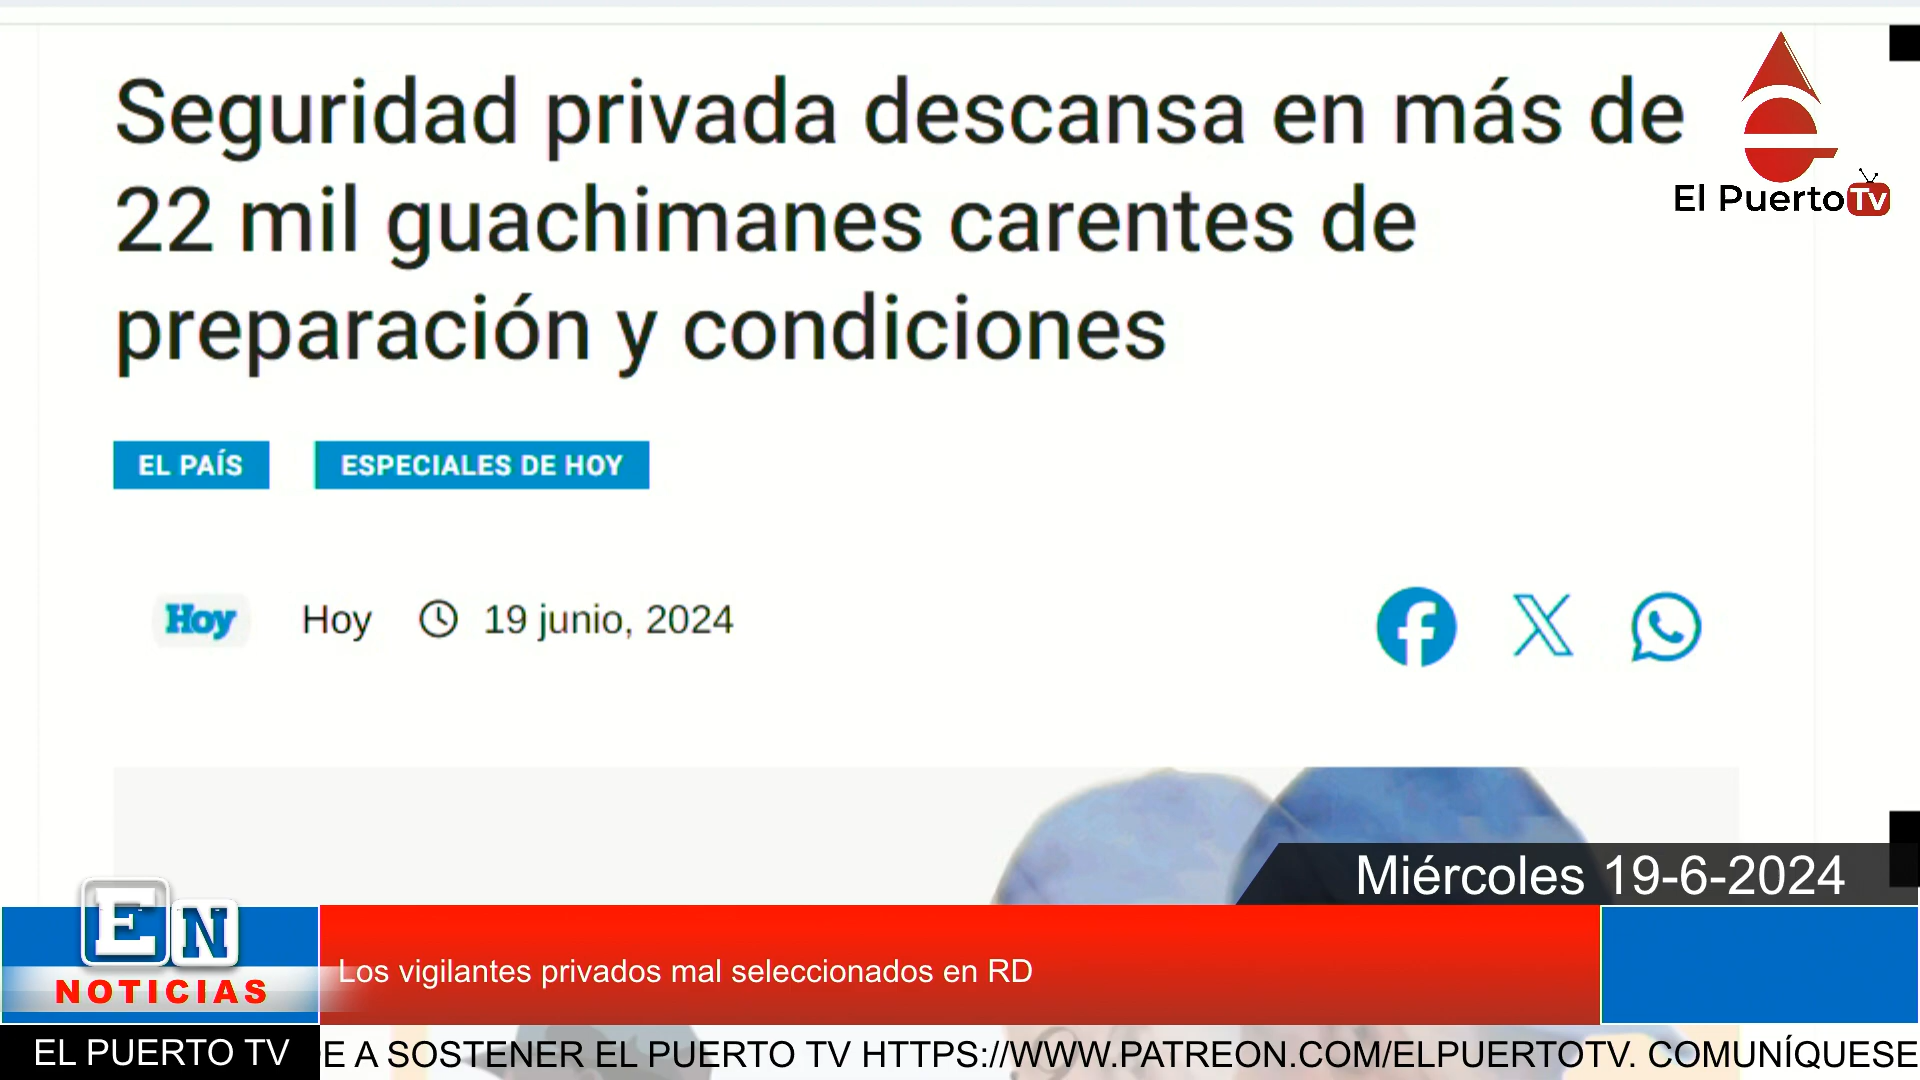 Seguridad privada descansa en más de
22 mil guachimanes carentes de
preparación y condiciones
El Puerto Tv
EL PAÍS
ESPECIALES DE HOY
Hoy
Hoy
19 junio, 2024
Miércoles 19-6-2024
EN
NOTICIAS
Los vigilantes privados mal seleccionados en RD
EL PUERTO TV
E A SOSTENER EL PUERTO TV HTTPS://WWW.PATREON.COM/ELPUERTOTV. COMUNÍQUESE